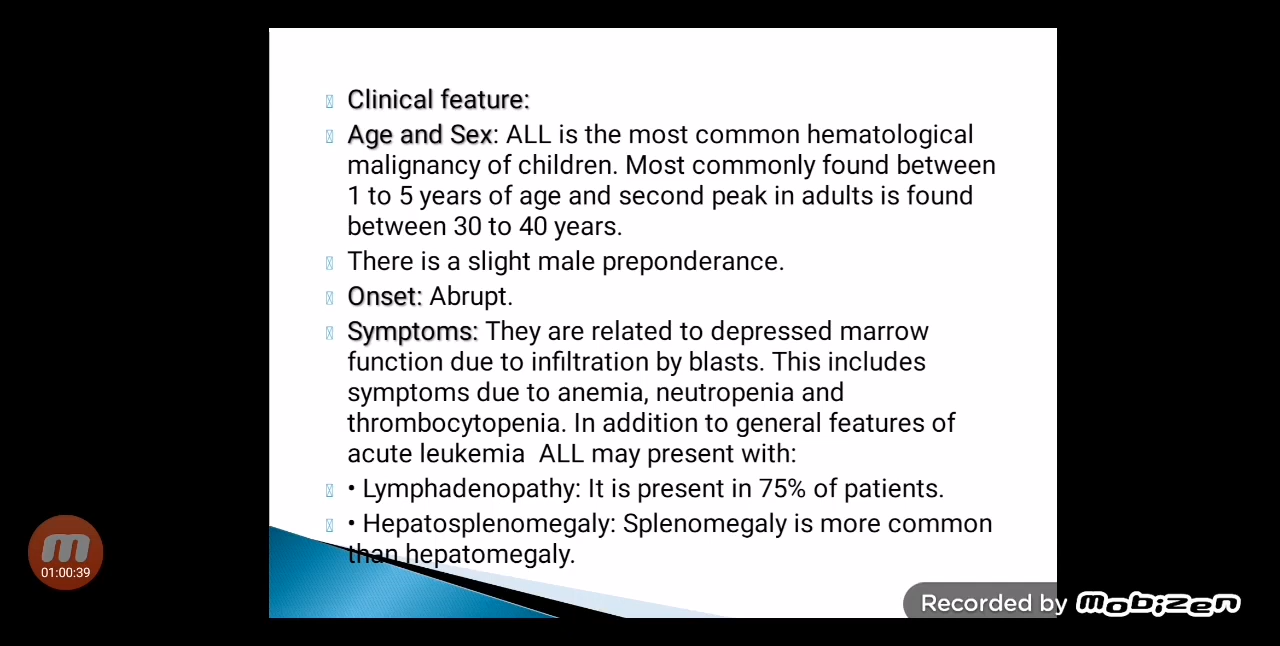 Clinical feature:
Age and Sex: ALL is the most common hematological
malignancy of children. Most commonly found between
1 to 5 years of age and second peak in adults is found
between 30 to 40 years.
There is a slight male preponderance.
Onset: Abrupt.
Symptoms: They are related to depressed marrow
function due to infiltration by blasts. This includes
symptoms due to anemia, neutropenia and
thrombocytopenia. In addition to general features of
acute leukemia  ALL may present with:
• Lymphadenopathy: It is present in 75% of patients.
• Hepatosplenomegaly: Splenomegaly is more common
than hepatomegaly.
01:00:39
Recorded by mobizen